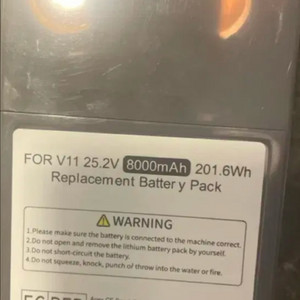 FOR V11 25.2V 8000mAh 201.6Wh
Replacement Battery Pack
WARNING
1.Please make sure the battery is connected to the machine correct.
2.Do not open and remove the lithium battery pack by yourself.
3.Do not short-circuit the battery.
4.Do not squeeze, knock, punch of throw into the water or fire.